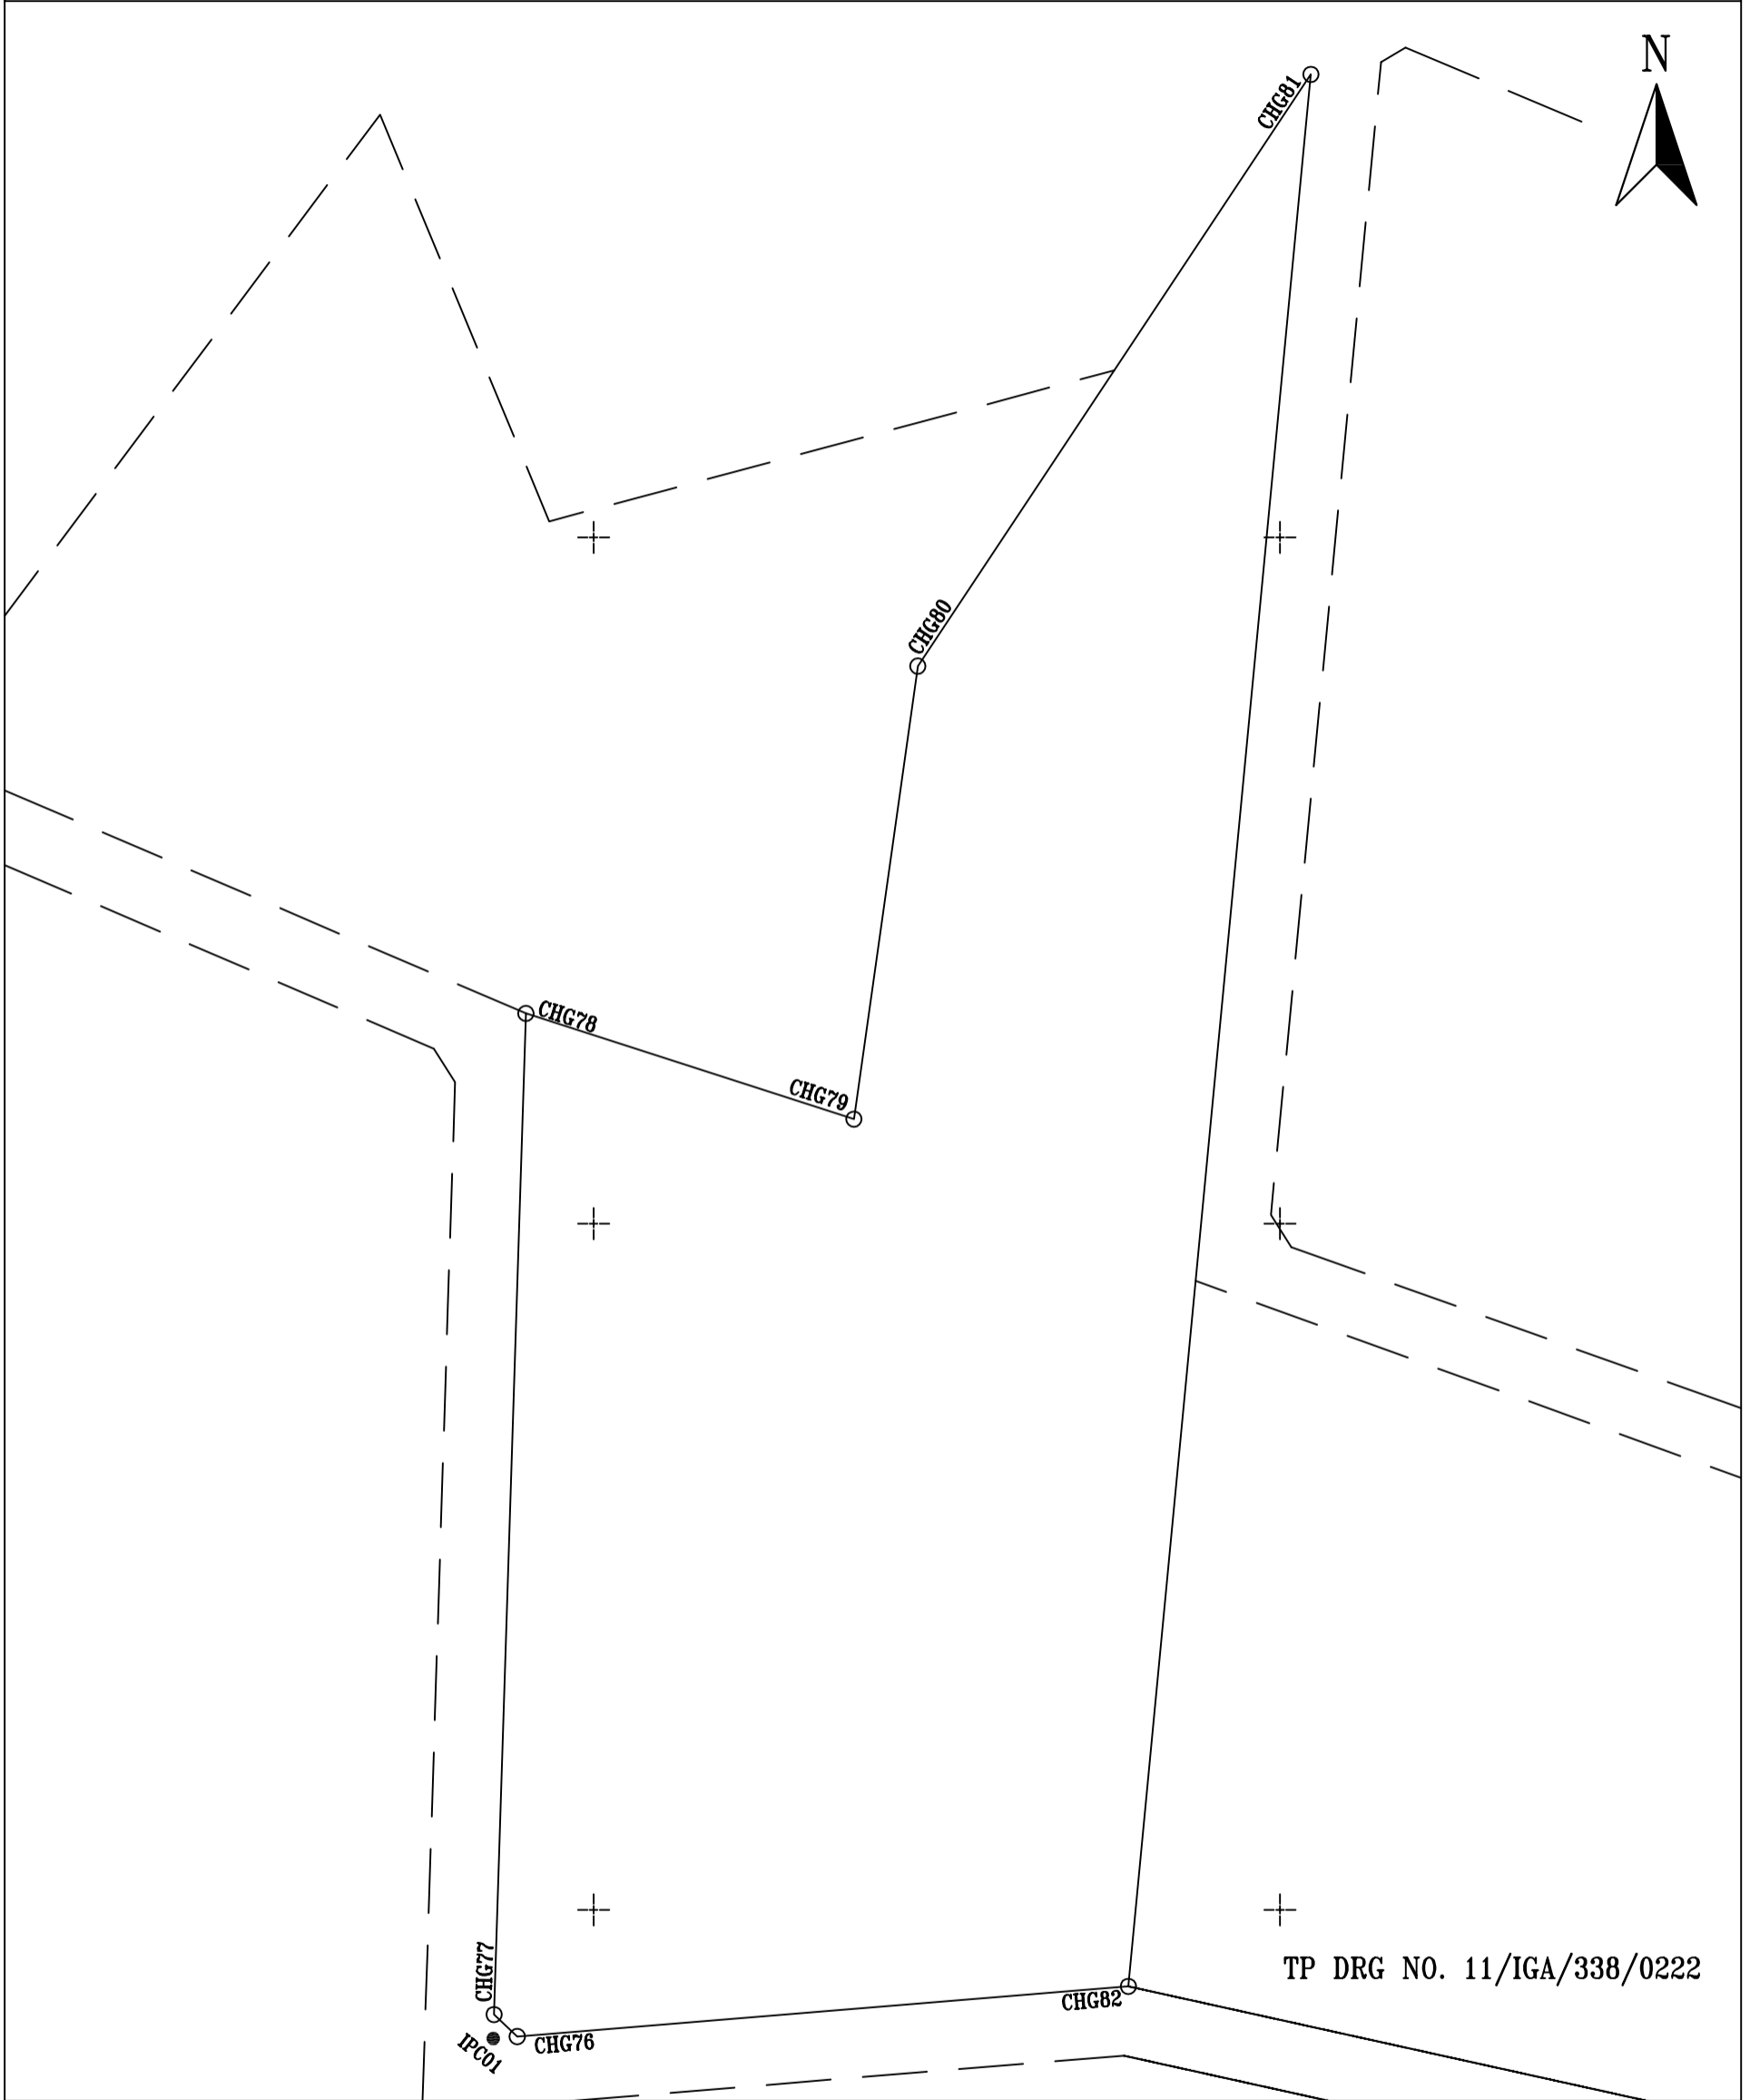 N
CHG81
CHG80
CHG78
CHG79
CHG77
TP DRG NO. 11/IGA/338/0222
CHG82
CHG76
IPC01